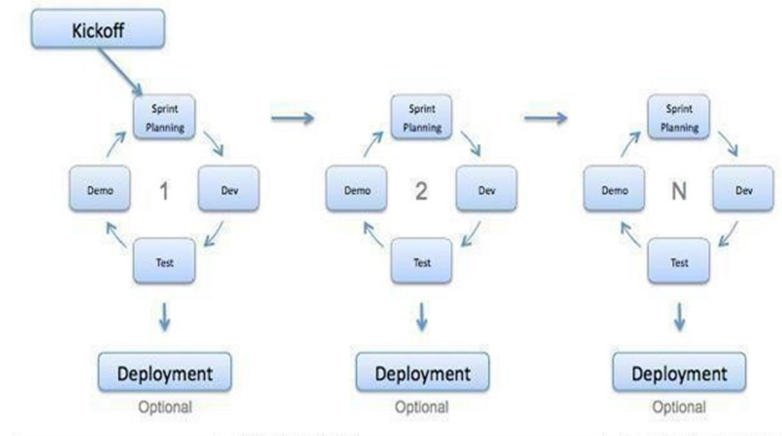 Kickoff
Sprint
Planning
Demo
1
Dev
Test
Deployment
Optional
Sprint
Planning
Demo
2
Dev
Test
Deployment
Optional
Sprint
Planning
Demo
N
Dev
Test
Deployment
Optional